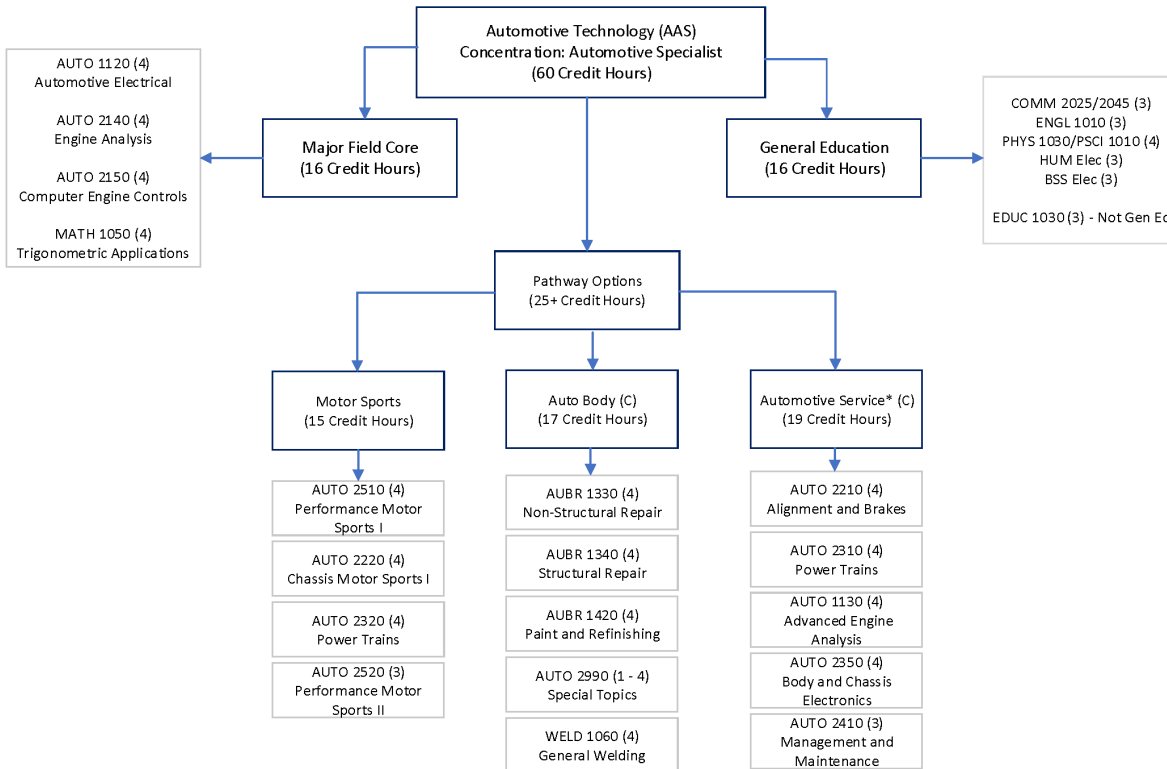 Automotive Technology (AAS)
Concentration: Automotive Specialist
(60 Credit Hours)
AUTO 1120 (4)
Automotive Electrical
AUTO 2140 (4)
Engine Analysis
AUTO 2150 (4)
Computer Engine Controls
MATH 1050 (4)
Trigonometric Applications
Major Field Core
(16 Credit Hours)
General Education
(16 Credit Hours)
COMM 2025/2045 (3)
ENGL 1010 (3)
PHYS 1030/PSCI 1010 (4)
HUM Elec (3)
BSS Elec (3)
EDUC 1030 (3) - Not Gen Ed
Pathway Options
(25+ Credit Hours)
Motor Sports
(15 Credit Hours)
Auto Body (C)
(17 Credit Hours)
Automotive Service* (C)
(19 Credit Hours)
AUTO 2510 (4)
Performance Motor
Sports I
AUTO 2220 (4)
Chassis Motor Sports I
AUTO 2320 (4)
Power Trains
AUTO 2520 (3)
Performance Motor
Sports II
AUBR 1330 (4)
Non-Structural Repair
AUBR 1340 (4)
Structural Repair
AUBR 1420 (4)
Paint and Refinishing
AUTO 2990 (1 - 4)
Special Topics
WELD 1060 (4)
General Welding
AUTO 2210 (4)
Alignment and Brakes
AUTO 2310 (4)
Power Trains
AUTO 1130 (4)
Advanced Engine
Analysis
AUTO 2350 (4)
Body and Chassis
Electronics
AUTO 2410 (3)
Management and
Maintenance